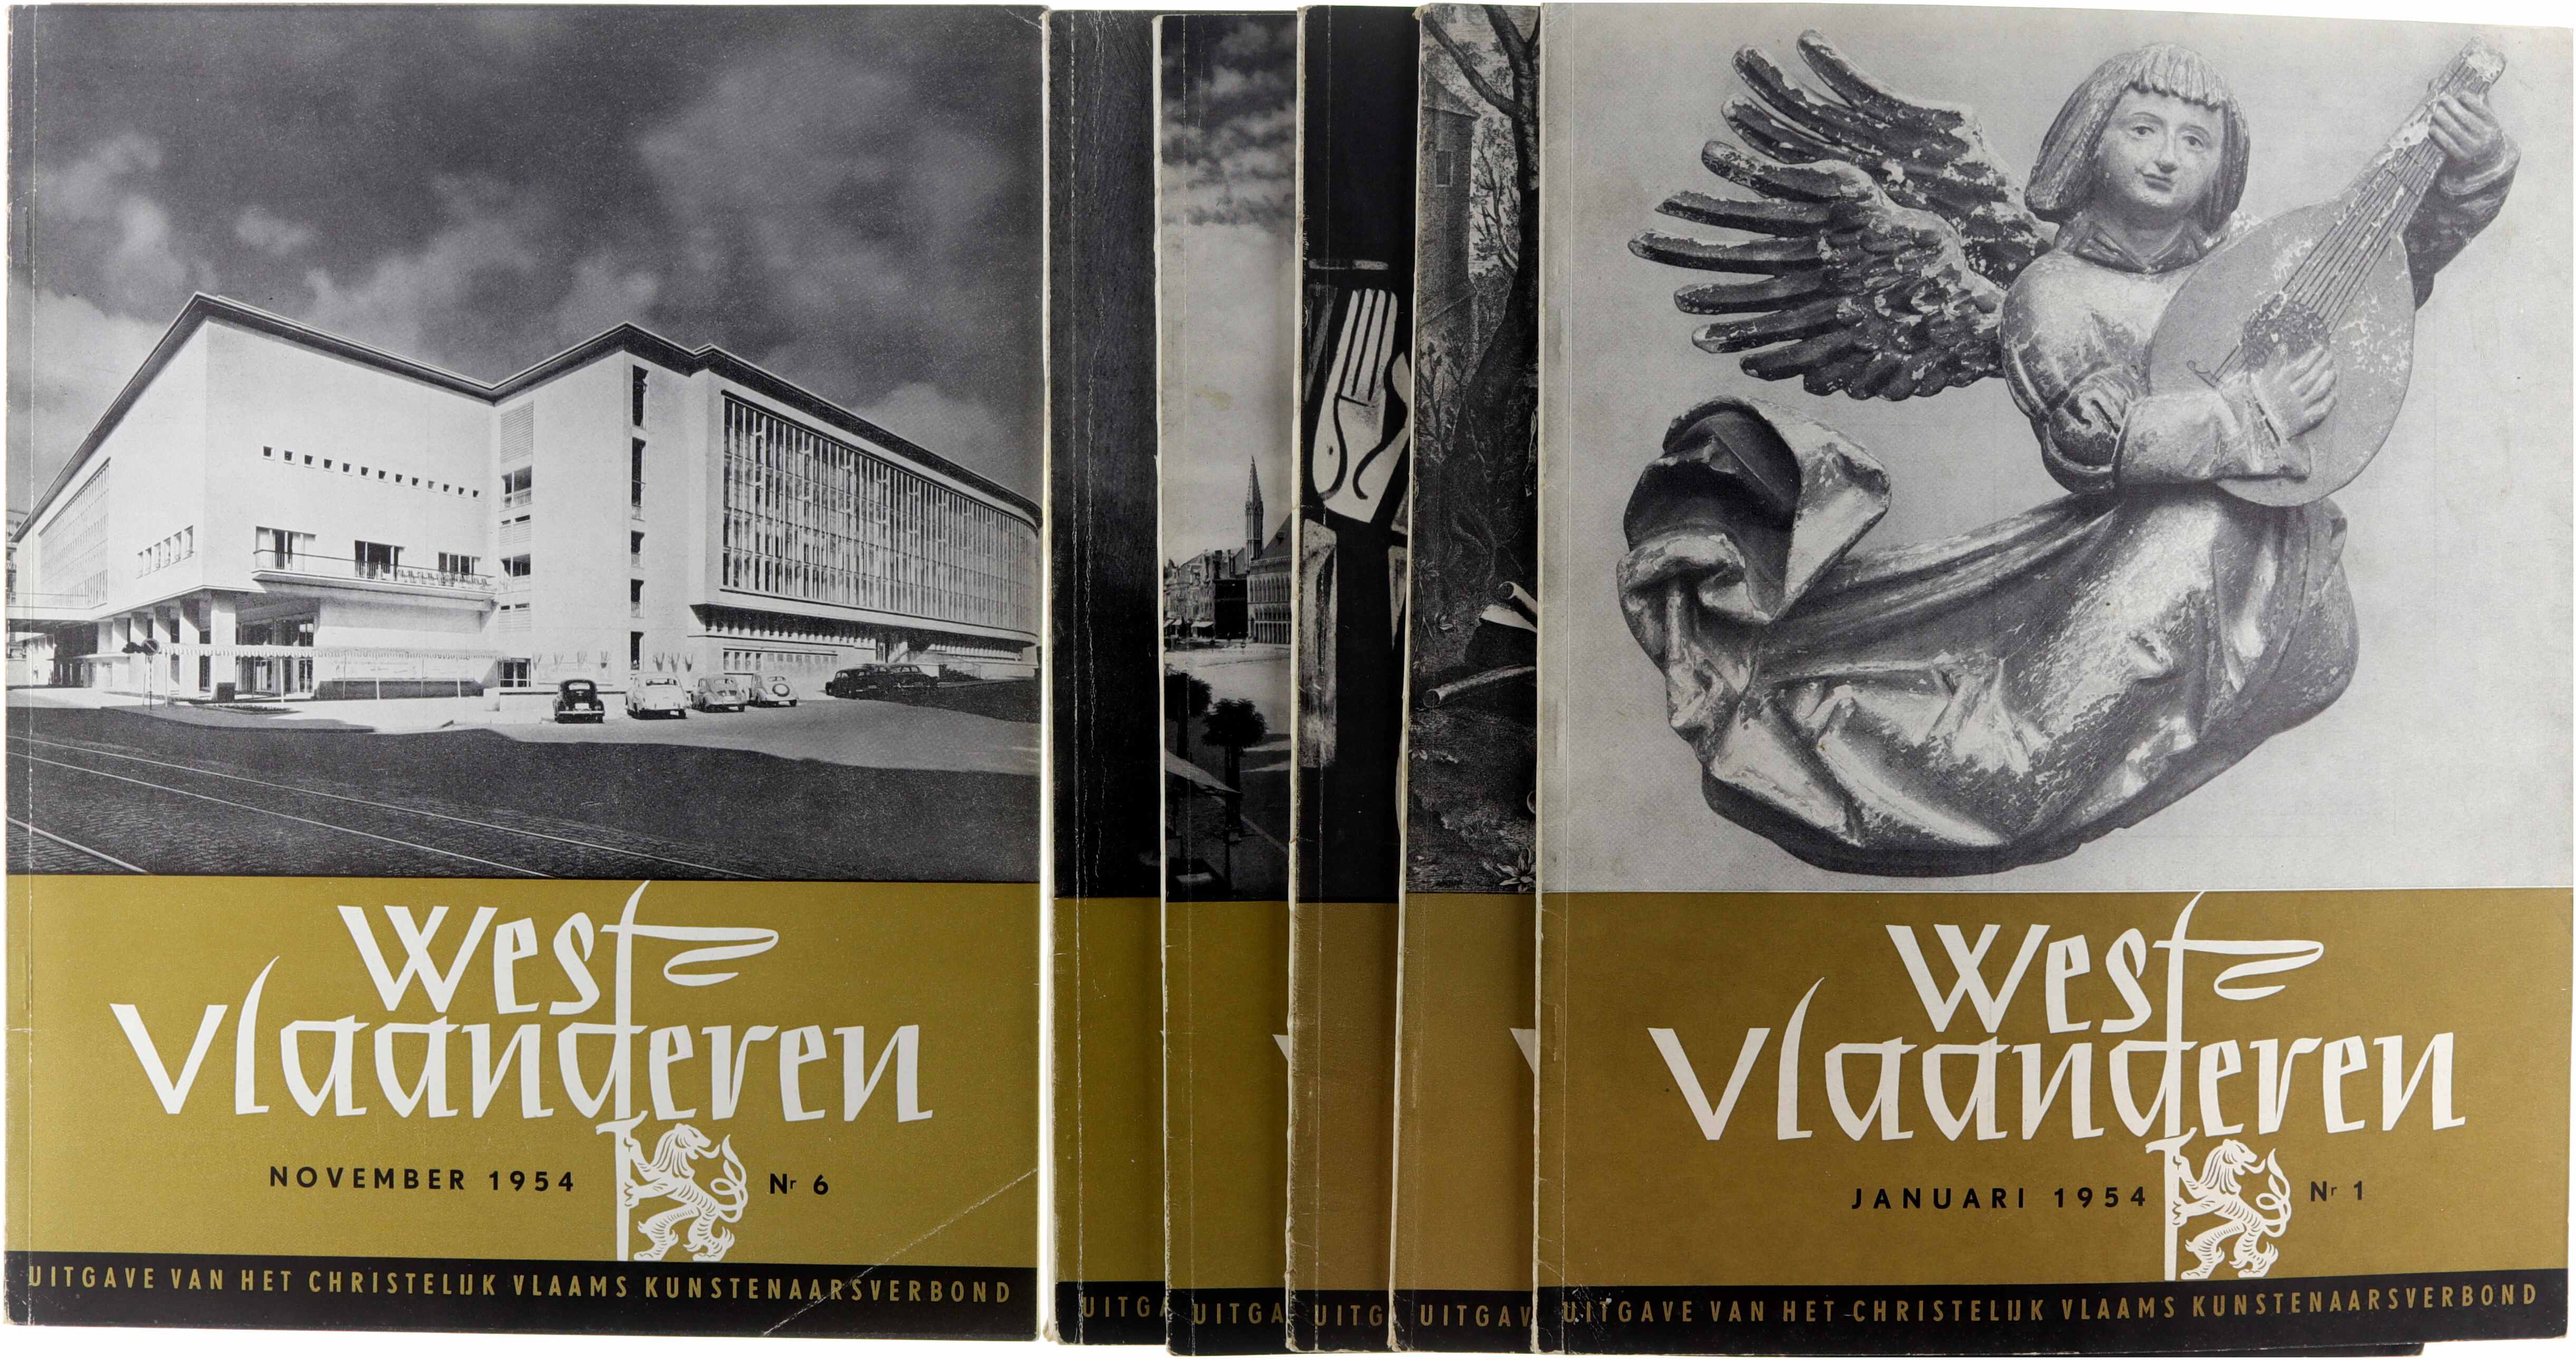 West-
Vlaanderen
NOVEMBER 1954 Nr 6
UITGAVE VAN HET CHRISTELIJK VLAAMS KUNSTENAARSVERBOND
UITGA
UITGA
UITG
UITGAV
West-
Vlaanderen
JANUARI 1954 Nr 1
UITGAVE VAN HET CHRISTELIJK VLAAMS KUNSTENAARSVERBOND